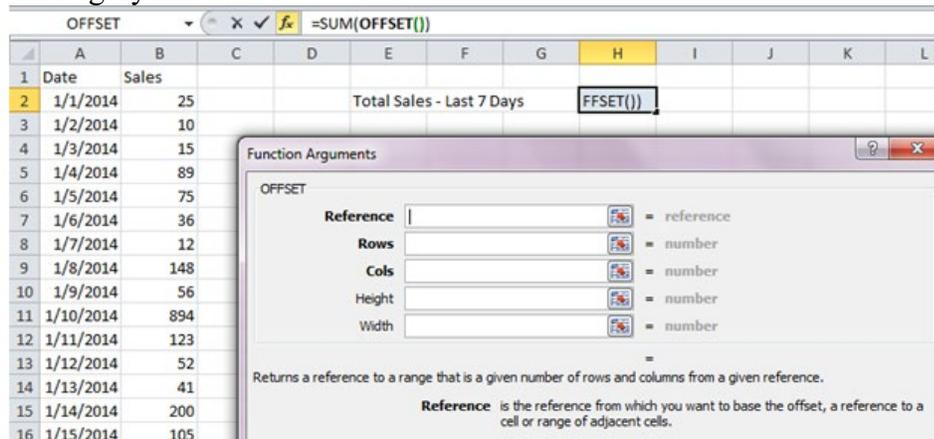 OFFSET =SUM(OFFSET())
A B C D E F G H I J K L
1 Date Sales
2 1/1/2014 25 Total Sales - Last 7 Days FFSET())
3 1/2/2014 10
4 1/3/2014 15
5 1/4/2014 89
6 1/5/2014 75
7 1/6/2014 36
8 1/7/2014 12
9 1/8/2014 148
10 1/9/2014 56
11 1/10/2014 894
12 1/11/2014 123
13 1/12/2014 52
14 1/13/2014 41
15 1/14/2014 200
16 1/15/2014 105
Function Arguments
OFFSET
Reference = reference
Rows = number
Cols = number
Height = number
Width = number
=
Returns a reference to a range that is a given number of rows and columns from a given reference.
Reference is the reference from which you want to base the offset, a reference to a
cell or range of adjacent cells.